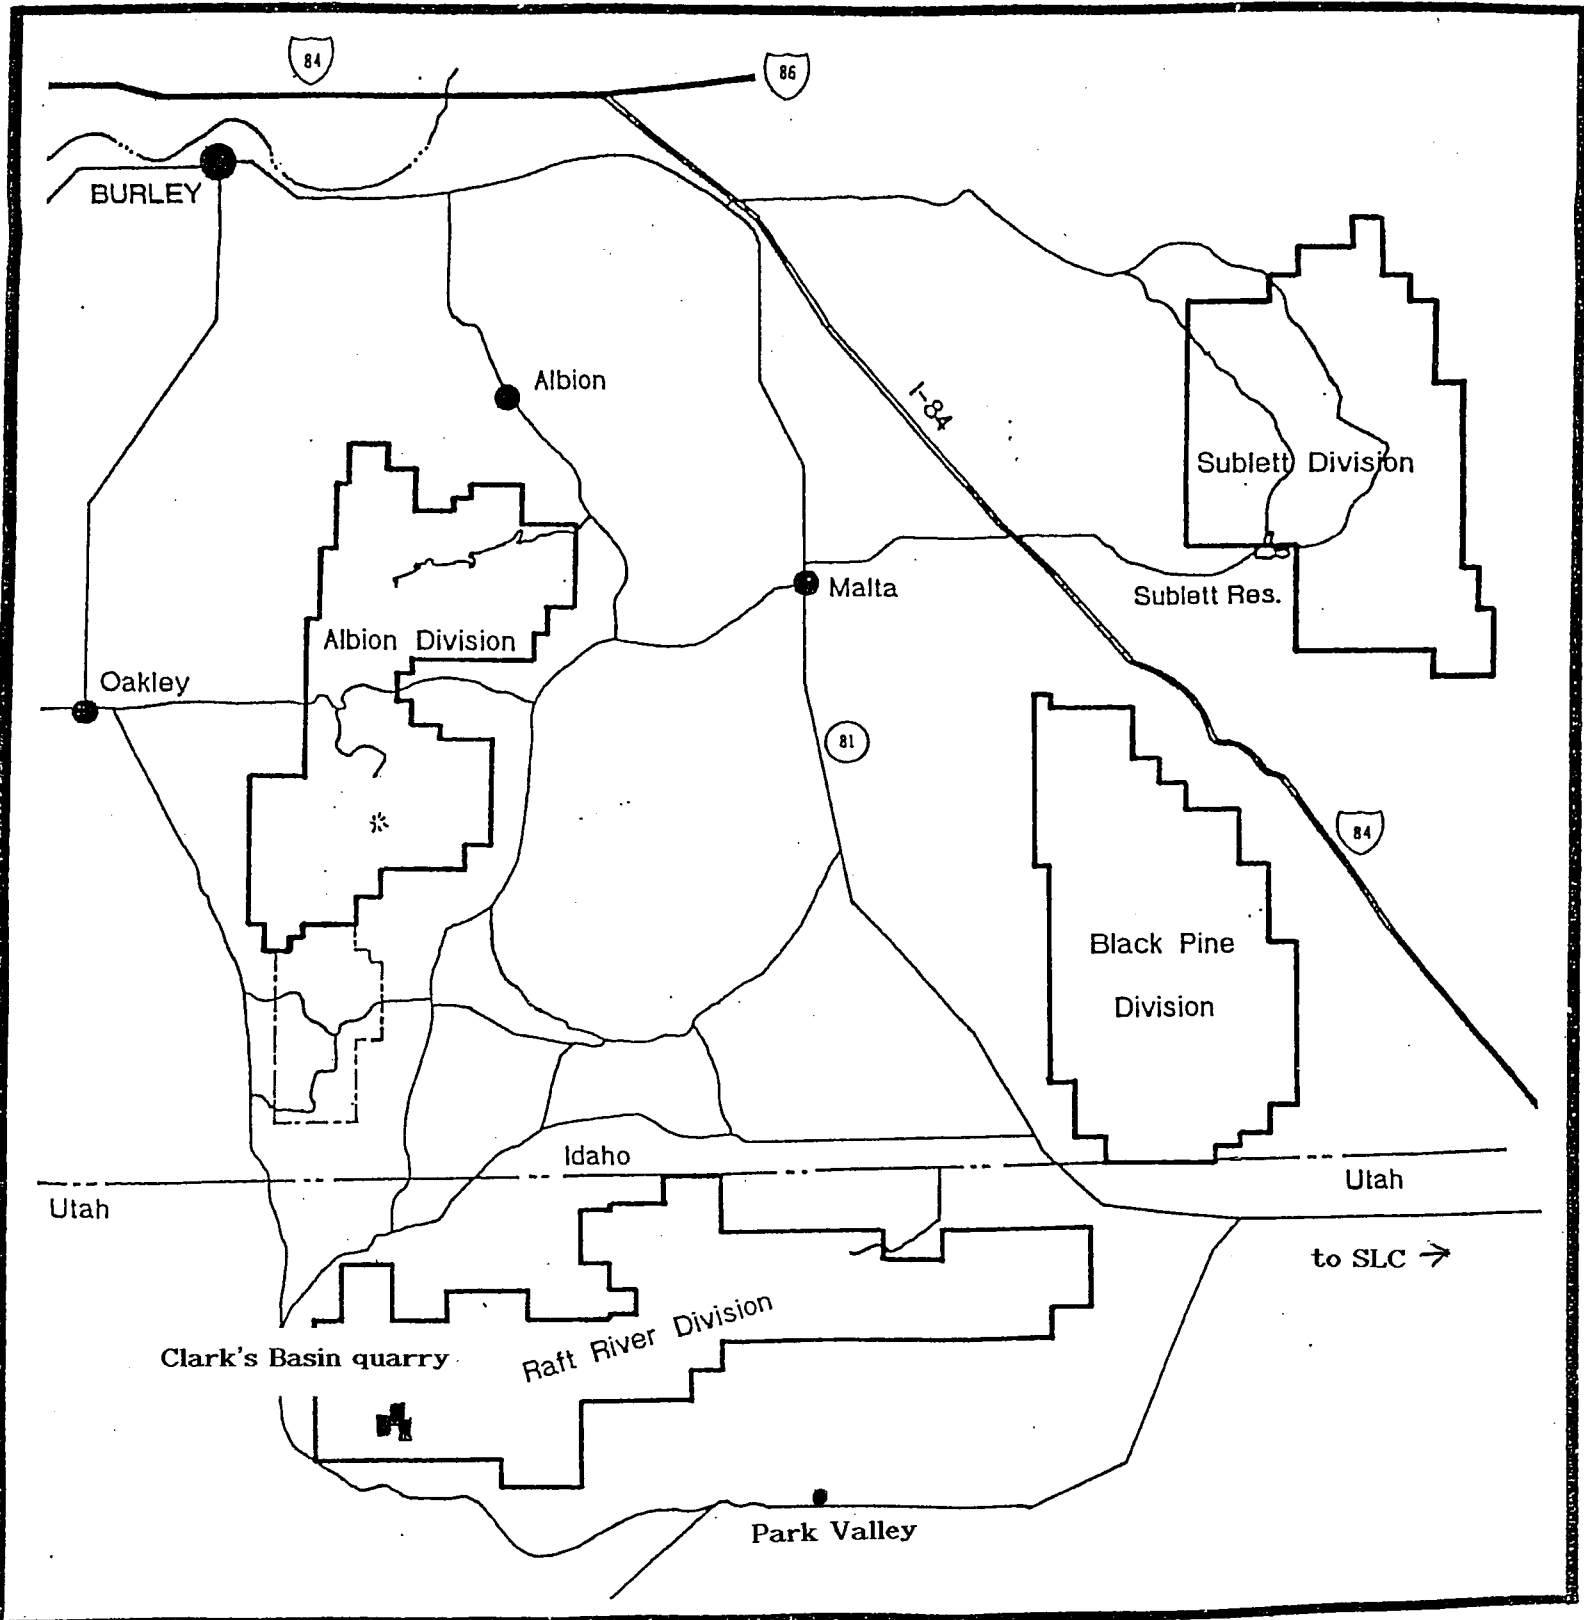 84
86
BURLEY
Albion
I-84
Sublett Division
Malta
Sublett Res.
Albion Division
Oakley
81
84
Black Pine
Division
Idaho
Utah
Utah
to SLC →
Raft River Division
Clark's Basin quarry
Park Valley